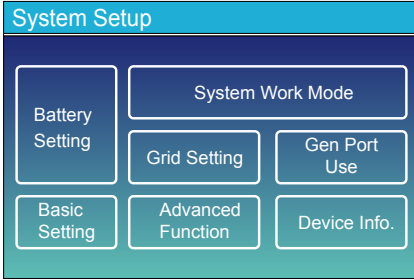 System Setup
Battery
Setting
System Work Mode
Grid Setting
Gen Port
Use
Basic
Setting
Advanced
Function
Device Info.